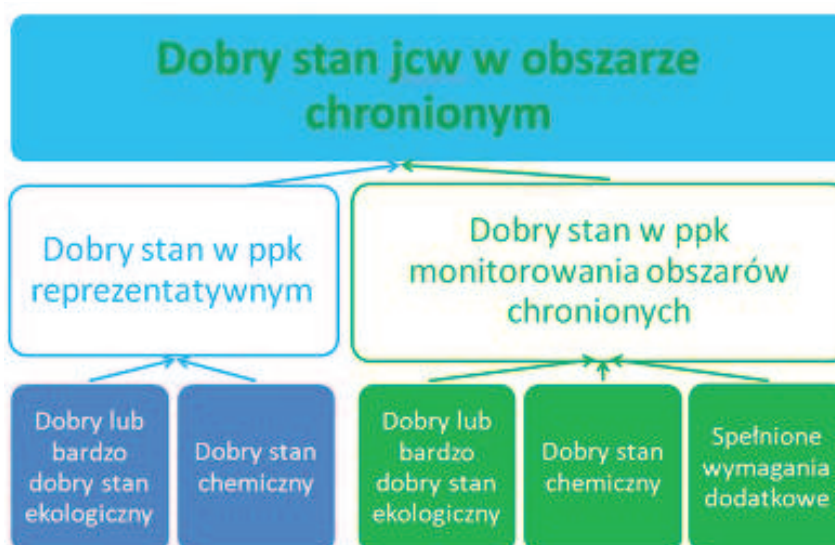 Dobry stan jcw w obszarze
chronionym
Dobry stan w ppk
reprezentatywnym
Dobry stan w ppk
monitorowania obszarów
chronionych
Dobry lub
bardzo
dobry stan
ekologiczny
Dobry stan
chemiczny
Dobry lub
bardzo
dobry stan
ekologiczny
Dobry stan
chemiczny
Spełnione
wymagania
dodatkowe